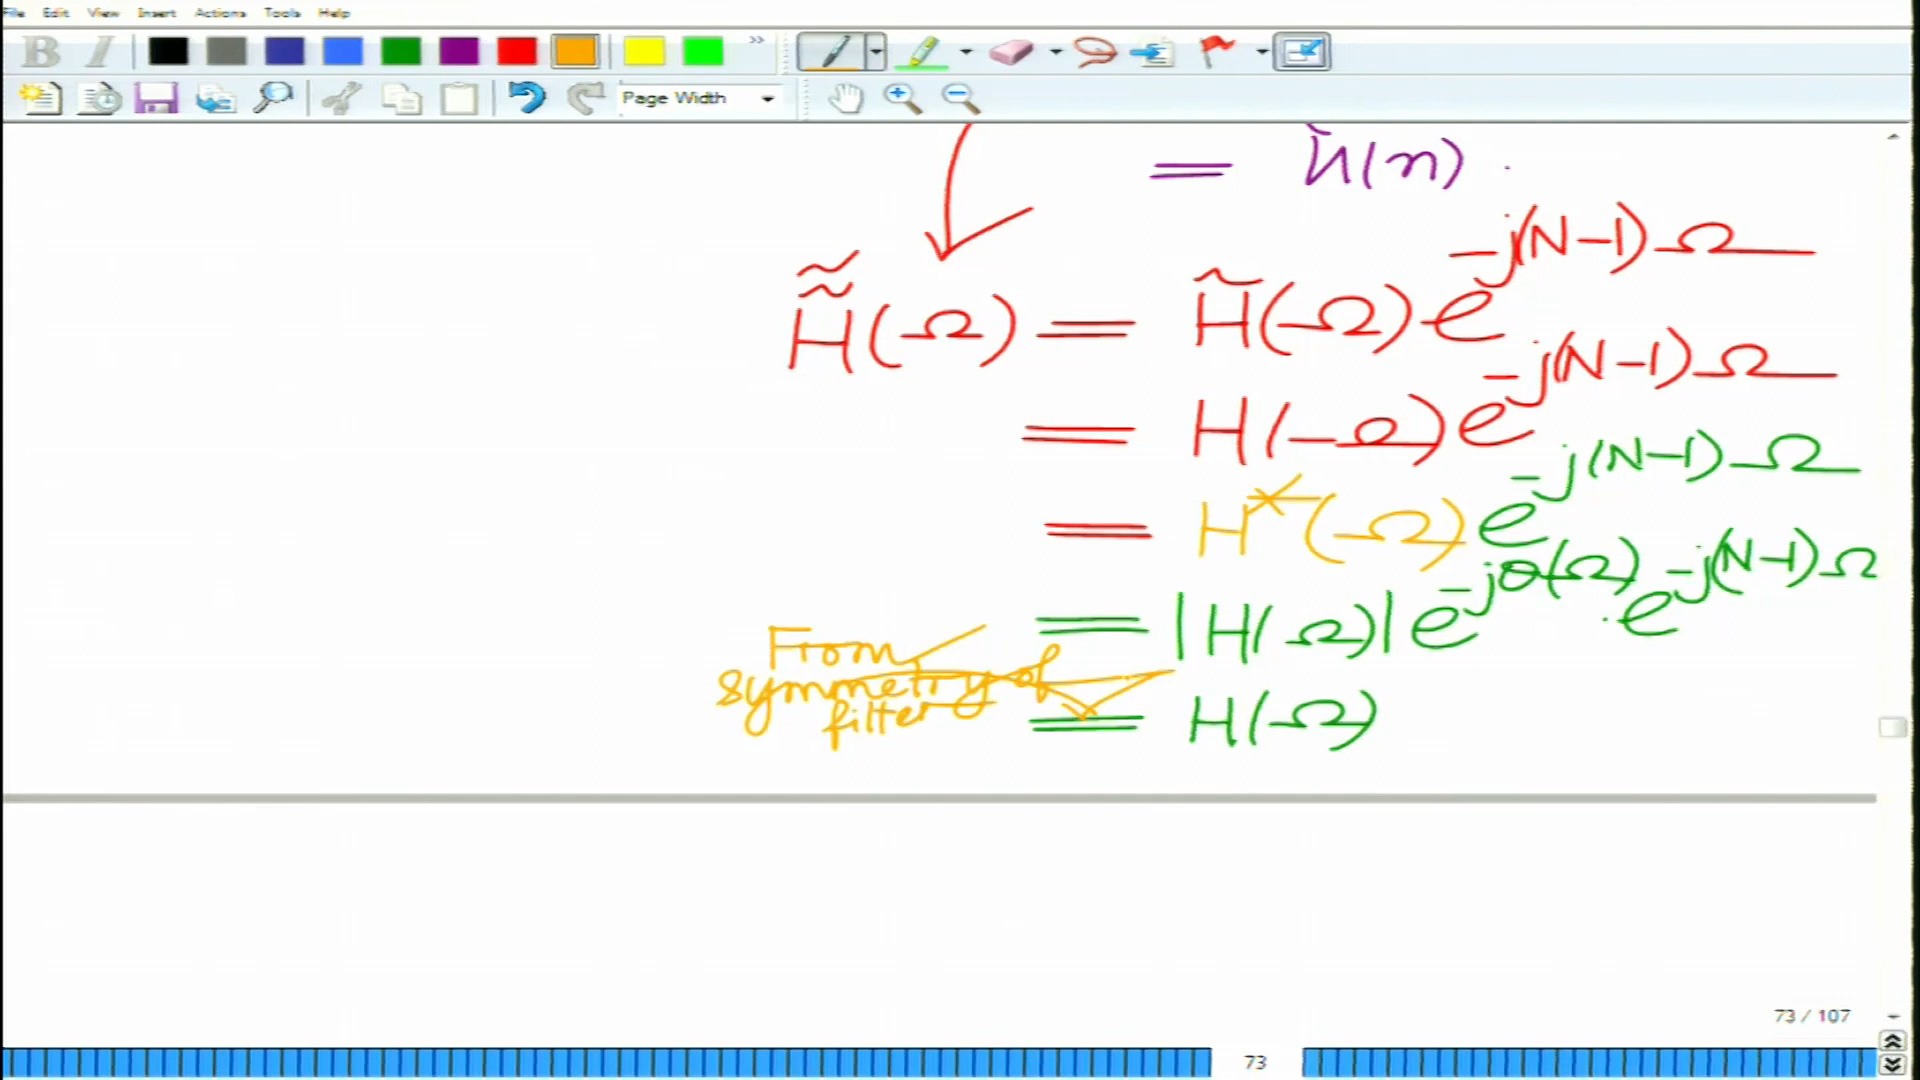 File Edit View Insert Actions Tools Help
B I
Page Width
= h̃(n)
H̃̃(Ω) = H̃(Ω) e^{-j(N-1)Ω}
= H(-Ω) e^{-j(N-1)Ω}
= H*(Ω) e^{-j(N-1)Ω}
= |H(Ω)| e^{-jθ(Ω)} . e^{-j(N-1)Ω}
From
symmetry of
filter
= H(Ω)
73 / 107
73